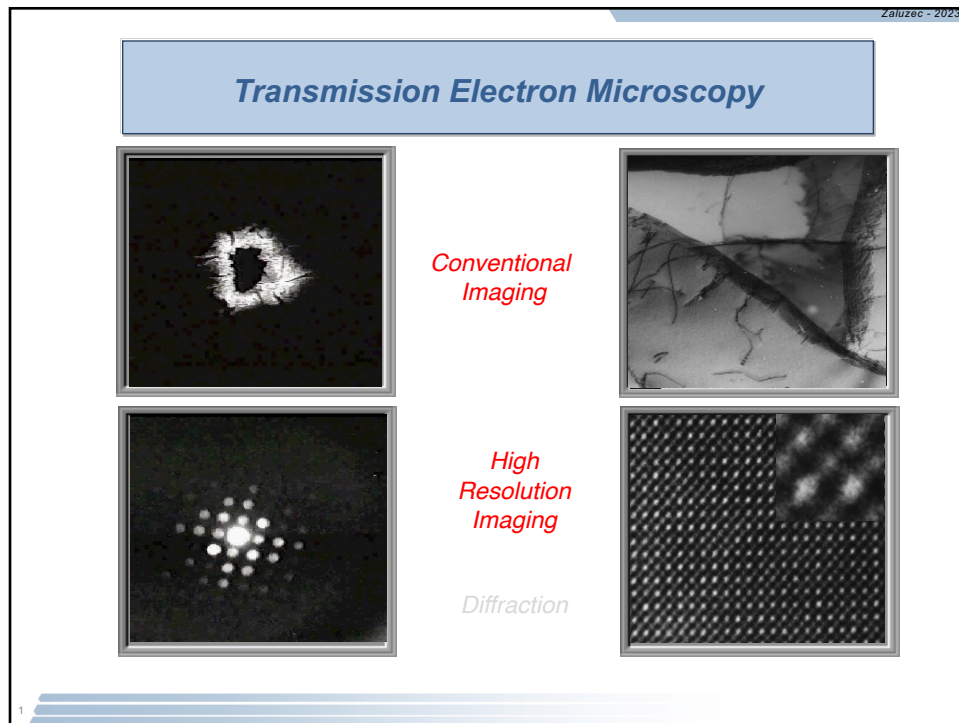 Zaluzec - 2023
Transmission Electron Microscopy
Conventional
Imaging
High
Resolution
Imaging
Diffraction
1